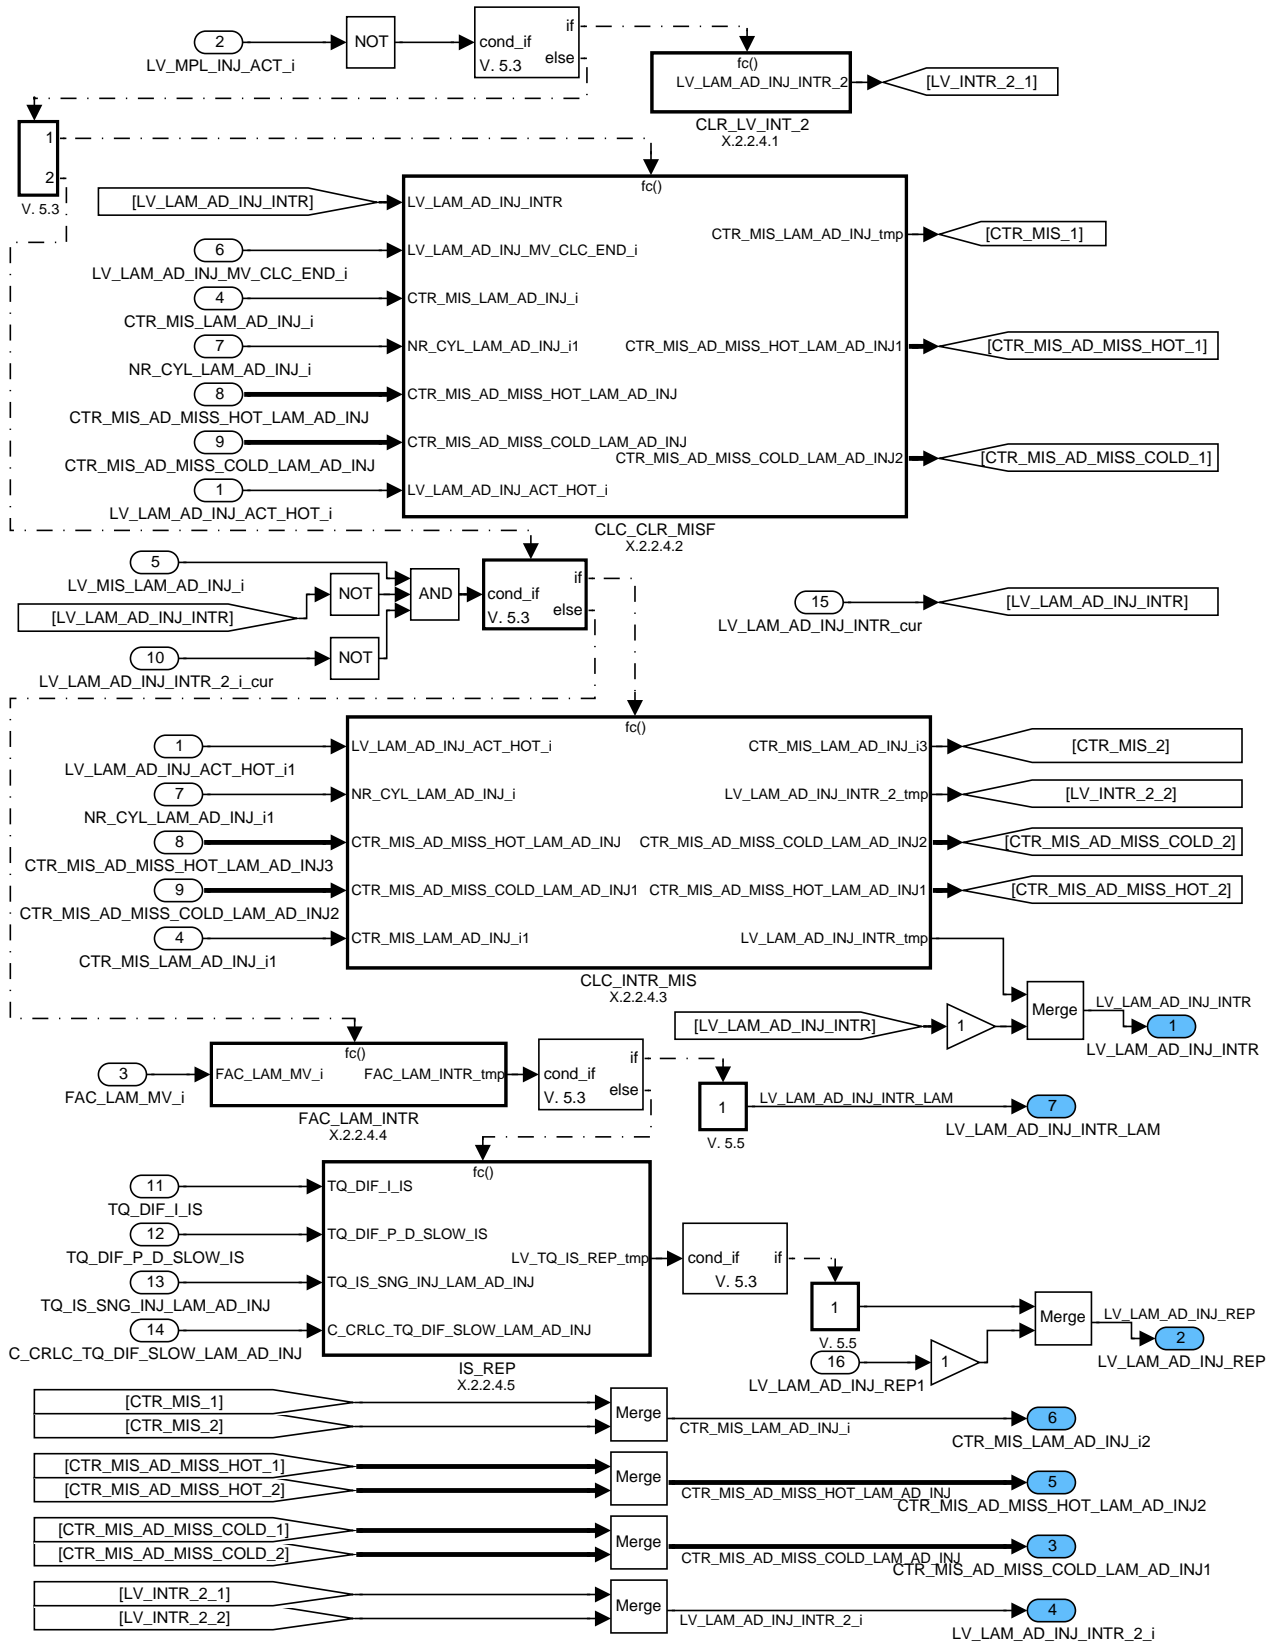 2
LV_MPL_INJ_ACT_i
NOT
cond_if
if
else
V. 5.3
fc()
LV_LAM_AD_INJ_INTR_2
CLR_LV_INT_2
X.2.2.4.1
[LV_INTR_2_1]
1
2
V. 5.3
fc()
[LV_LAM_AD_INJ_INTR]
LV_LAM_AD_INJ_INTR
CTR_MIS_LAM_AD_INJ_tmp
[CTR_MIS_1]
6
LV_LAM_AD_INJ_MV_CLC_END_i
LV_LAM_AD_INJ_MV_CLC_END_i
4
CTR_MIS_LAM_AD_INJ_i
CTR_MIS_LAM_AD_INJ_i
7
NR_CYL_LAM_AD_INJ_i1
CTR_MIS_AD_MISS_HOT_LAM_AD_INJ1
[CTR_MIS_AD_MISS_HOT_1]
NR_CYL_LAM_AD_INJ_i
8
CTR_MIS_AD_MISS_HOT_LAM_AD_INJ
CTR_MIS_AD_MISS_HOT_LAM_AD_INJ
9
CTR_MIS_AD_MISS_COLD_LAM_AD_INJ
CTR_MIS_AD_MISS_COLD_LAM_AD_INJ2
[CTR_MIS_AD_MISS_COLD_1]
CTR_MIS_AD_MISS_COLD_LAM_AD_INJ
1
LV_LAM_AD_INJ_ACT_HOT_i
LV_LAM_AD_INJ_ACT_HOT_i
CLC_CLR_MISF
X.2.2.4.2
5
LV_MIS_LAM_AD_INJ_i
NOT
AND
cond_if
if
else
V. 5.3
[LV_LAM_AD_INJ_INTR]
10
NOT
LV_LAM_AD_INJ_INTR_2_i_cur
15
LV_LAM_AD_INJ_INTR_cur
[LV_LAM_AD_INJ_INTR]
fc()
1
LV_LAM_AD_INJ_ACT_HOT_i
CTR_MIS_LAM_AD_INJ_i3
[CTR_MIS_2]
LV_LAM_AD_INJ_ACT_HOT_i1
7
NR_CYL_LAM_AD_INJ_i
LV_LAM_AD_INJ_INTR_2_tmp
[LV_INTR_2_2]
NR_CYL_LAM_AD_INJ_i1
8
CTR_MIS_AD_MISS_HOT_LAM_AD_INJ
CTR_MIS_AD_MISS_COLD_LAM_AD_INJ2
[CTR_MIS_AD_MISS_COLD_2]
CTR_MIS_AD_MISS_HOT_LAM_AD_INJ3
9
CTR_MIS_AD_MISS_COLD_LAM_AD_INJ1
CTR_MIS_AD_MISS_HOT_LAM_AD_INJ1
[CTR_MIS_AD_MISS_HOT_2]
CTR_MIS_AD_MISS_COLD_LAM_AD_INJ2
4
CTR_MIS_LAM_AD_INJ_i1
LV_LAM_AD_INJ_INTR_tmp
CTR_MIS_LAM_AD_INJ_i1
CLC_INTR_MIS
X.2.2.4.3
[LV_LAM_AD_INJ_INTR]
1
Merge
LV_LAM_AD_INJ_INTR
1
LV_LAM_AD_INJ_INTR
3
FAC_LAM_MV_i
fc()
FAC_LAM_MV_i
FAC_LAM_INTR_tmp
FAC_LAM_INTR
X.2.2.4.4
cond_if
if
else
V. 5.3
1
V. 5.5
LV_LAM_AD_INJ_INTR_LAM
7
LV_LAM_AD_INJ_INTR_LAM
fc()
11
TQ_DIF_I_IS
TQ_DIF_I_IS
12
TQ_DIF_P_D_SLOW_IS
TQ_DIF_P_D_SLOW_IS
LV_TQ_IS_REP_tmp
13
TQ_IS_SNG_INJ_LAM_AD_INJ
TQ_IS_SNG_INJ_LAM_AD_INJ
14
C_CRLC_TQ_DIF_SLOW_LAM_AD_INJ
C_CRLC_TQ_DIF_SLOW_LAM_AD_INJ
IS_REP
X.2.2.4.5
cond_if
if
V. 5.3
1
V. 5.5
16
LV_LAM_AD_INJ_REP1
1
Merge
LV_LAM_AD_INJ_REP
2
LV_LAM_AD_INJ_REP
[CTR_MIS_1]
[CTR_MIS_2]
Merge
CTR_MIS_LAM_AD_INJ_i
6
CTR_MIS_LAM_AD_INJ_i2
[CTR_MIS_AD_MISS_HOT_1]
[CTR_MIS_AD_MISS_HOT_2]
Merge
CTR_MIS_AD_MISS_HOT_LAM_AD_INJ
5
CTR_MIS_AD_MISS_HOT_LAM_AD_INJ2
[CTR_MIS_AD_MISS_COLD_1]
[CTR_MIS_AD_MISS_COLD_2]
Merge
CTR_MIS_AD_MISS_COLD_LAM_AD_INJ
3
CTR_MIS_AD_MISS_COLD_LAM_AD_INJ1
[LV_INTR_2_1]
[LV_INTR_2_2]
Merge
LV_LAM_AD_INJ_INTR_2_i
4
LV_LAM_AD_INJ_INTR_2_i